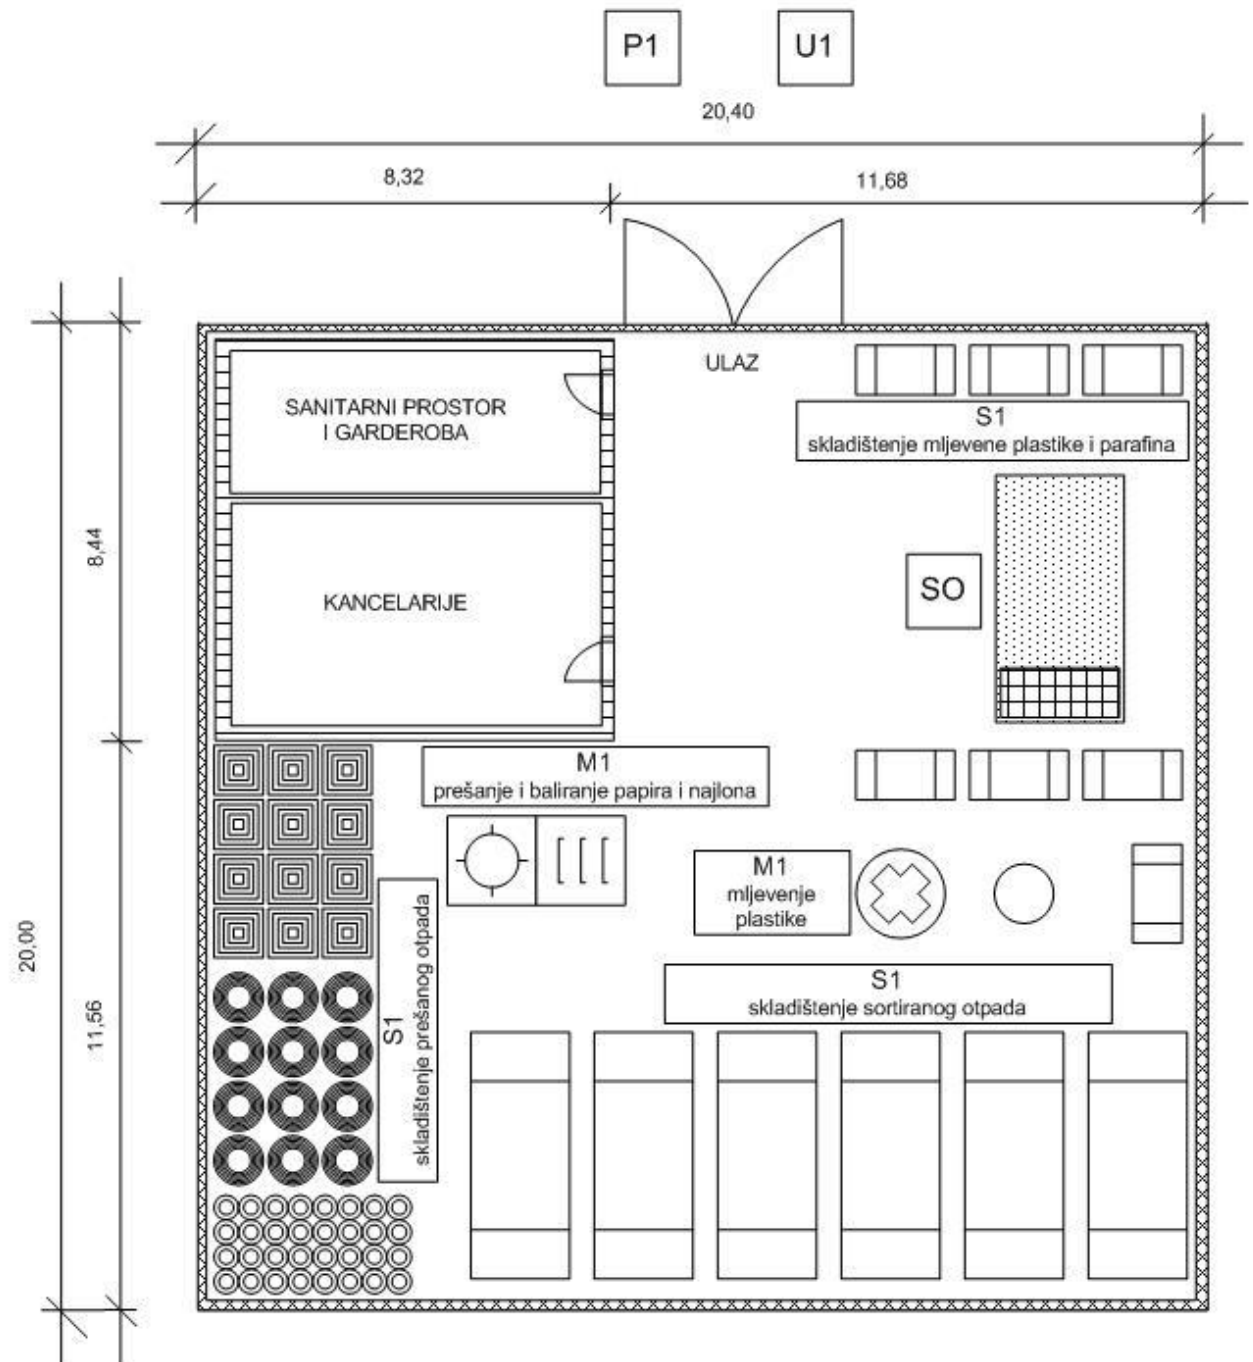 P1
U1
20,40
8,32
11,68
ULAZ
SANITARNI PROSTOR
I GARDEROBA
S1
skladištenje mljevene plastike i parafina
8,44
KANCELARIJE
SO
M1
prešanje i baliranje papira i najlona
M1
mljevenje
plastike
20,00
11,56
S1
skladištenje prešanog otpada
S1
skladištenje sortiranog otpada